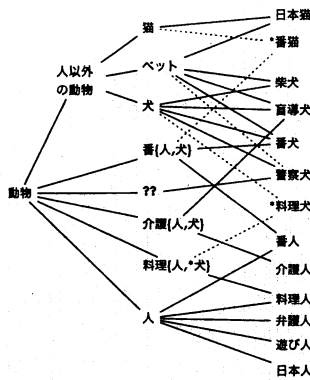 動物
人以外
の動物
番{人,犬}
??
介護{人,犬}
料理{人,*犬}
人
猫
ペット
犬
日本猫
*番猫
柴犬
盲導犬
番犬
警察犬
*料理犬
番人
介護人
料理人
弁護人
遊び人
日本人